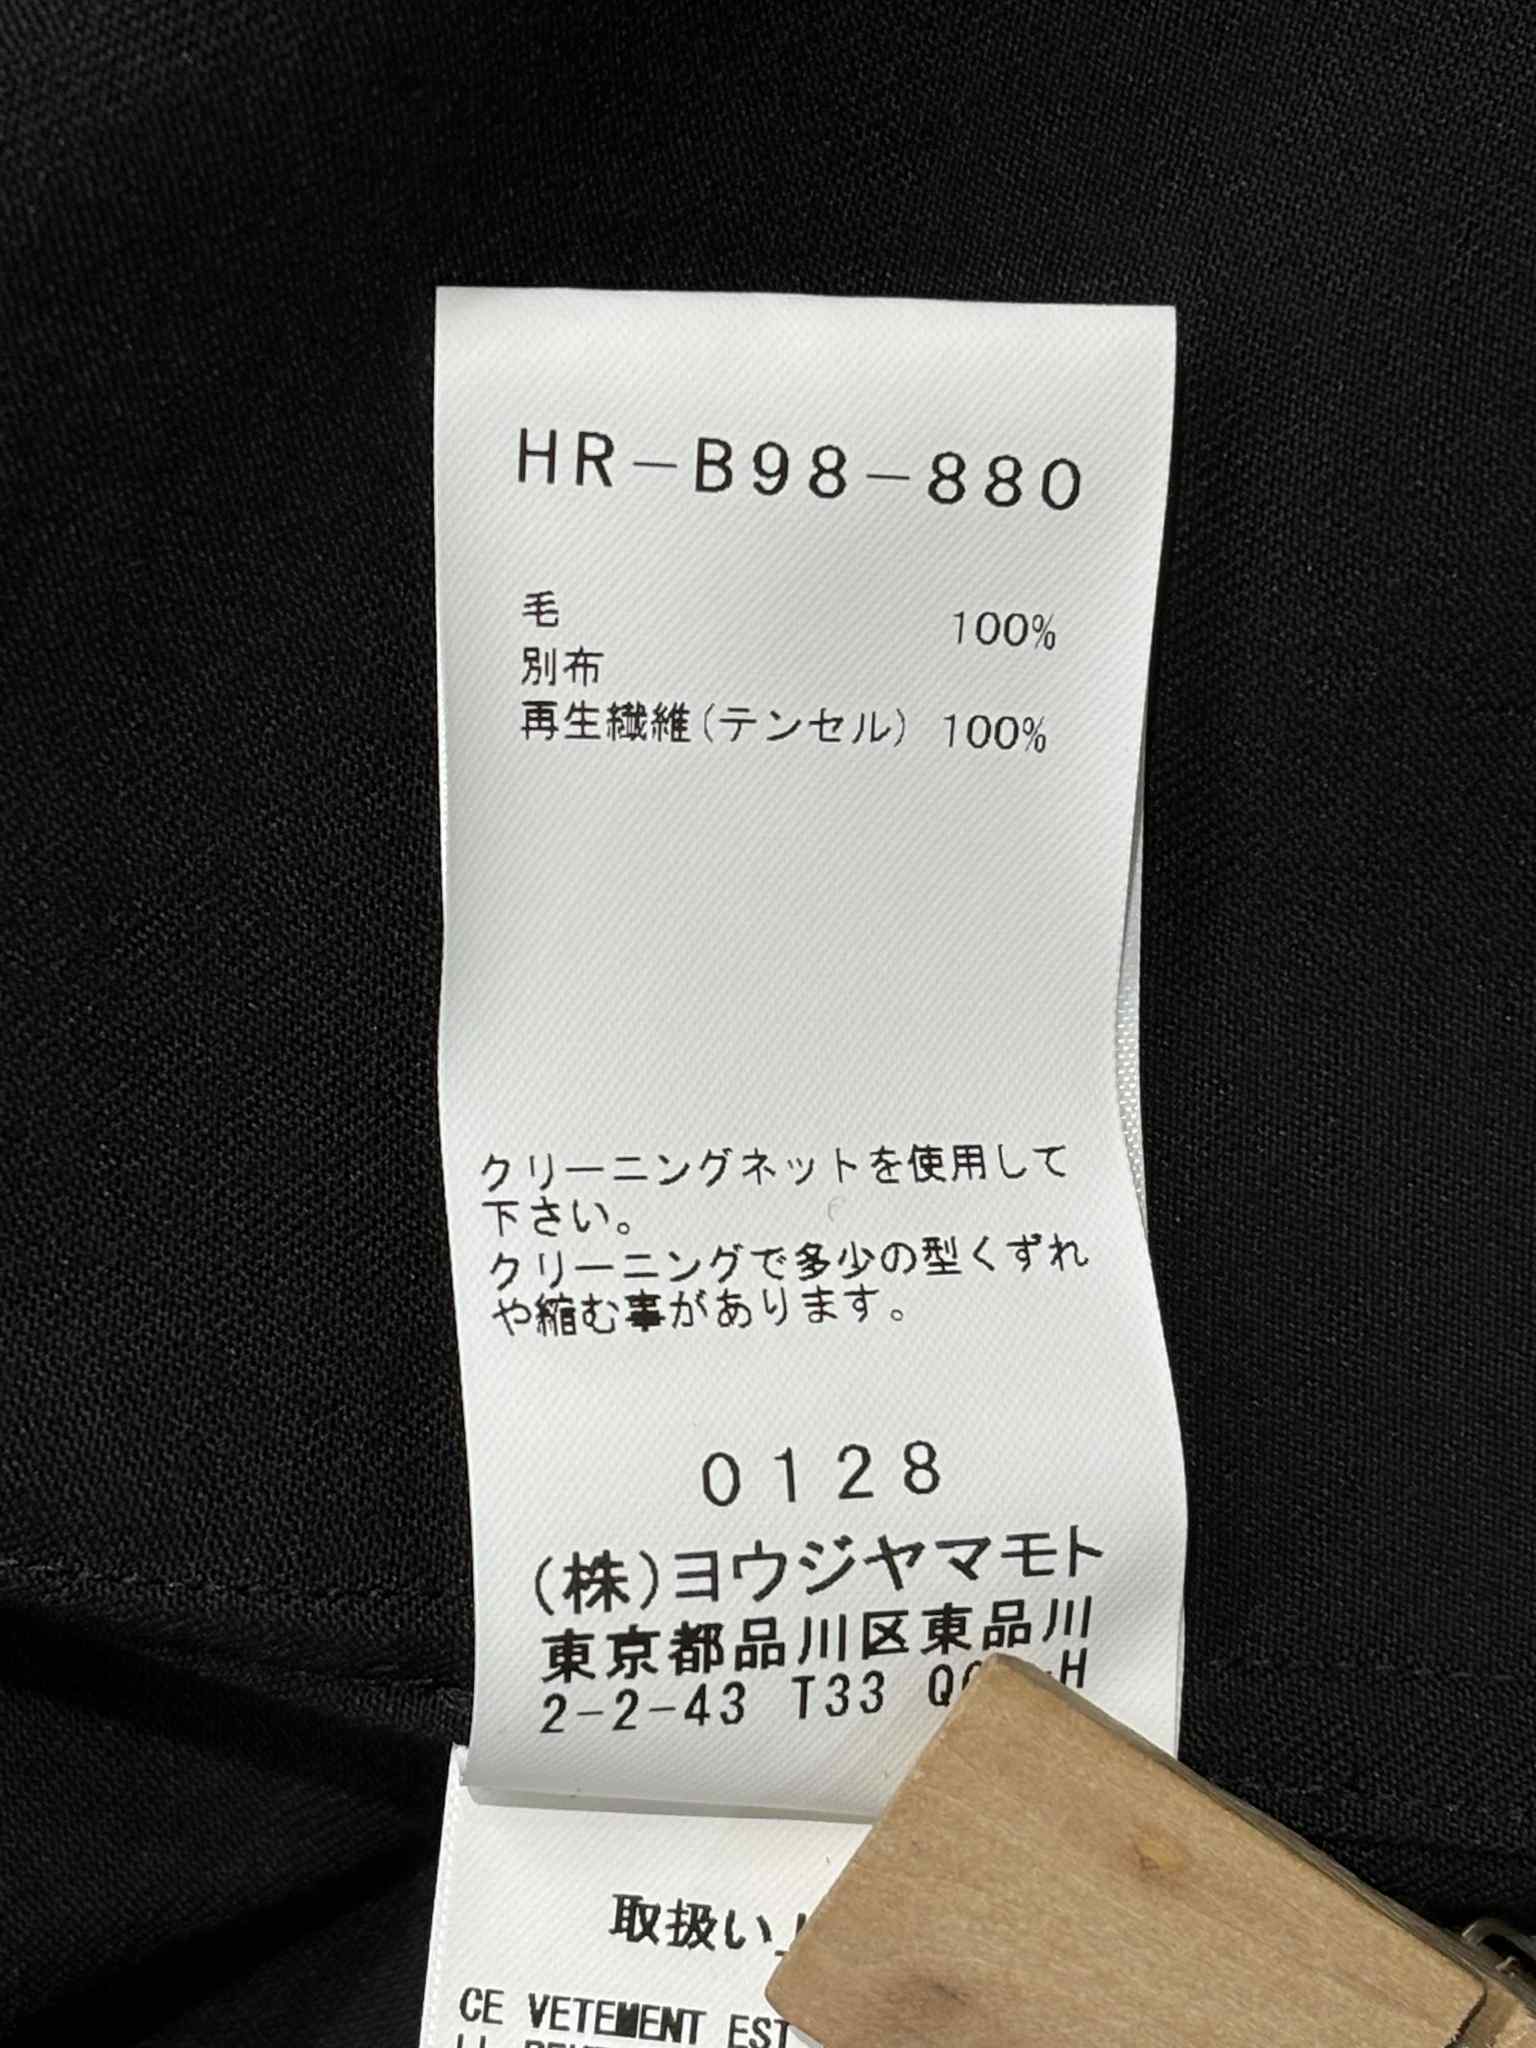 HR-B98-880
毛 100%
別布
再生繊維(テンセル) 100%
クリーニングネットを使用して
下さい。
クリーニングで多少の型くずれ
や縮む事があります。
0128
(株)ヨウジヤマモト
東京都品川区東品川
2-2-43 T33
取扱い
CE VETEMENT EST